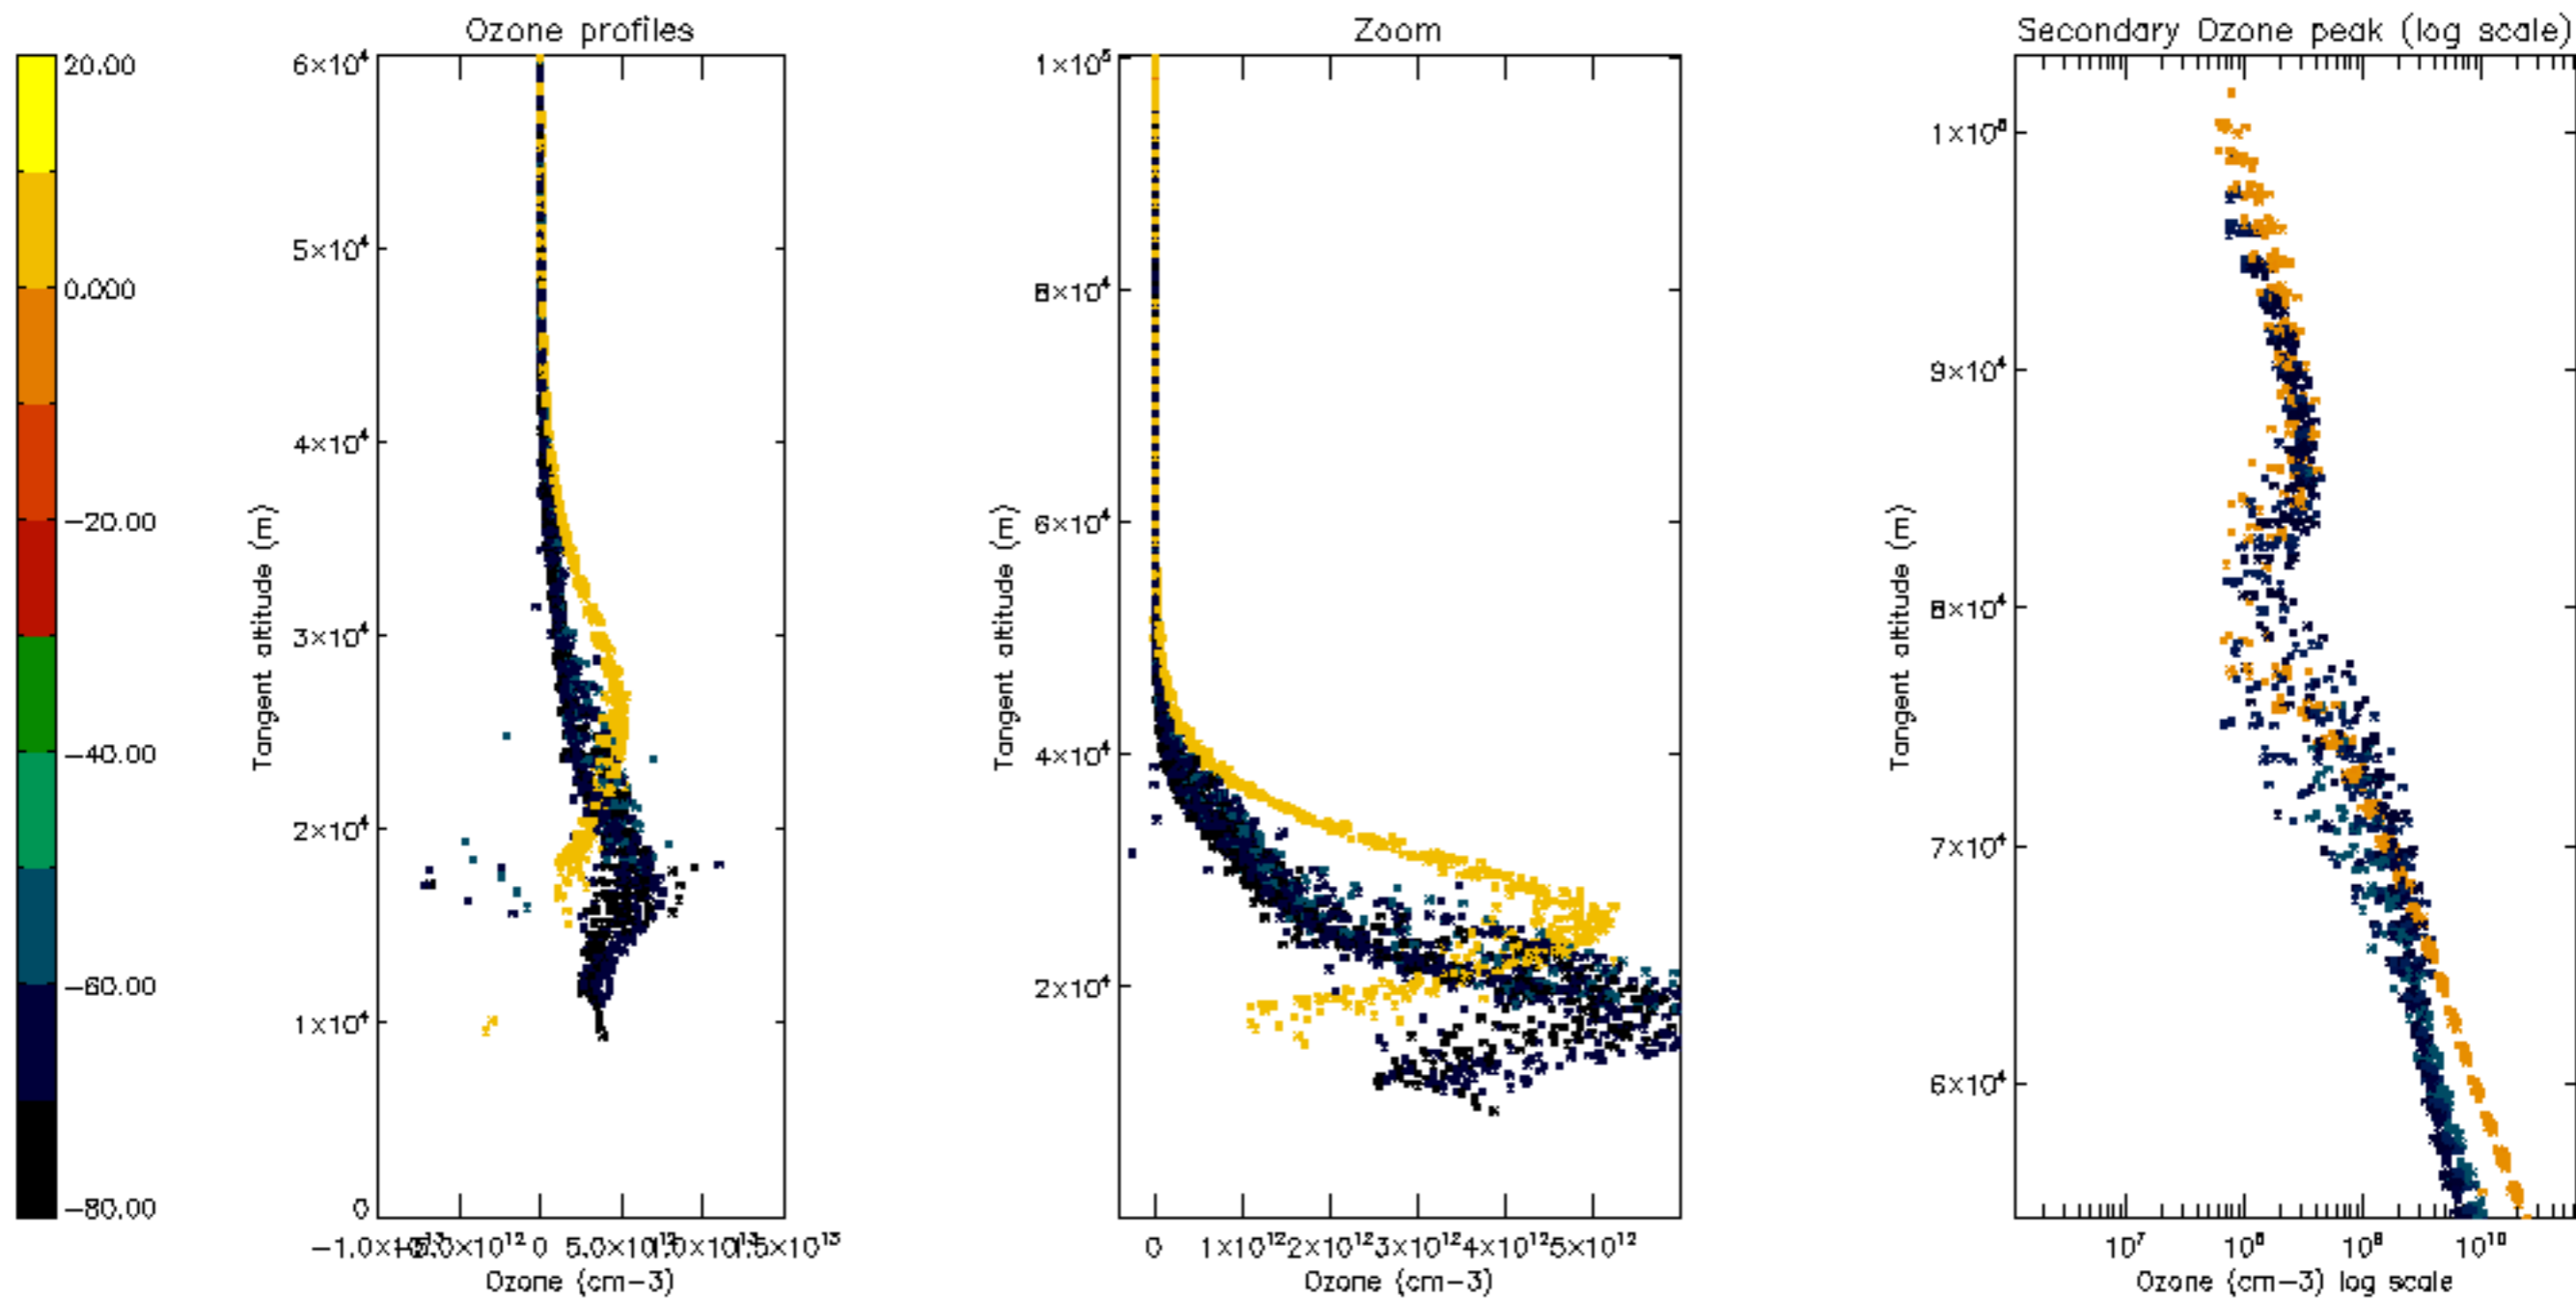 Ozone profiles
Zoom
Secondary Ozone peak (log scale)
20.00
0.000
−20.00
−40.00
−60.00
−80.00
6×10⁴
5×10⁴
4×10⁴
3×10⁴
2×10⁴
1×10⁴
0
Tangent altitude (m)
0
Ozone (cm−3)
1×10⁵
8×10⁴
6×10⁴
4×10⁴
2×10⁴
Tangent altitude (m)
0 1×10¹² 2×10¹² 3×10¹² 4×10¹² 5×10¹²
Ozone (cm−3)
9×10⁴
8×10⁴
7×10⁴
6×10⁴
Tangent altitude (m)
10⁷ 10⁸ 10⁹ 10¹⁰
Ozone (cm−3) log scale